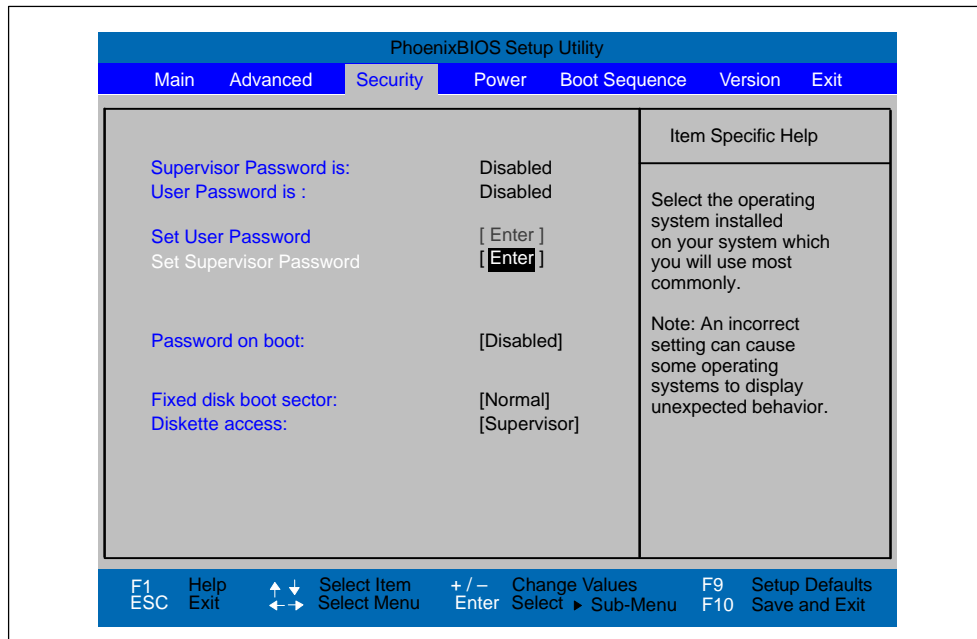 PhoenixBIOS Setup Utility
Main Advanced Security Power Boot Sequence Version Exit
Supervisor Password is: Disabled
User Password is : Disabled
Set User Password [ Enter ]
Set Supervisor Password [ Enter ]
Password on boot: [Disabled]
Fixed disk boot sector: [Normal]
Diskette access: [Supervisor]
Item Specific Help
Select the operating
system installed
on your system which
you will use most
commonly.
Note: An incorrect
setting can cause
some operating
systems to display
unexpected behavior.
F1 Help Select Item + / – Change Values F9 Setup Defaults
ESC Exit Select Menu Enter Select ▶ Sub-Menu F10 Save and Exit